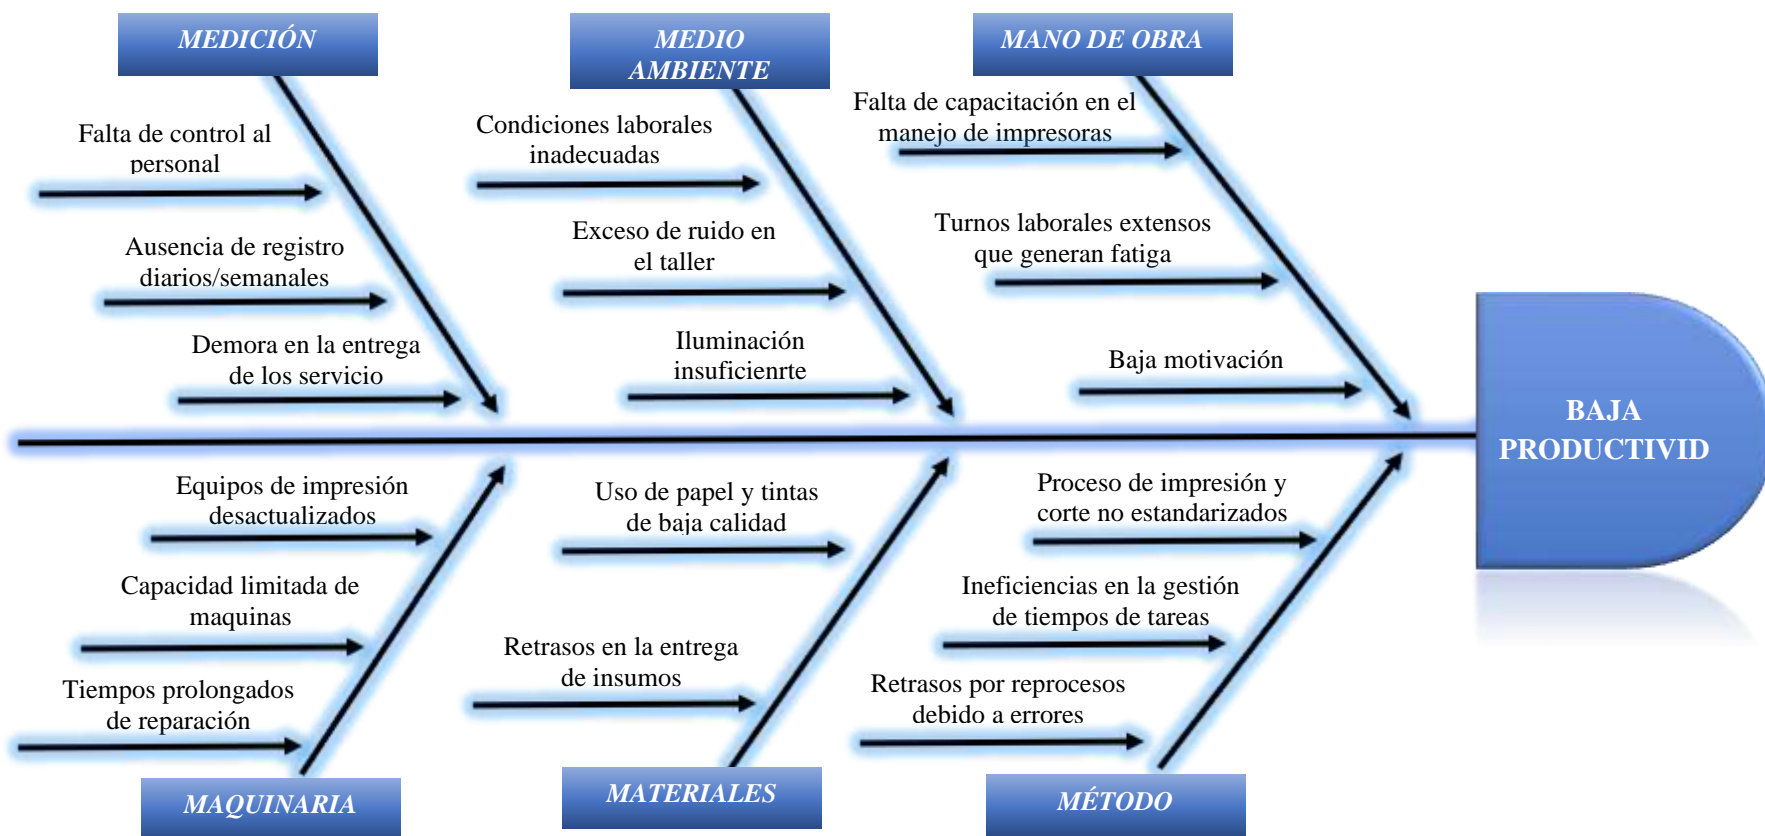 MEDICIÓN
Falta de control al
personal
Ausencia de registro
diarios/semanales
Demora en la entrega
de los servicio
MEDIO
AMBIENTE
Condiciones laborales
inadecuadas
Exceso de ruido en
el taller
Iluminación
insuficienrte
MANO DE OBRA
Falta de capacitación en el
manejo de impresoras
Turnos laborales extensos
que generan fatiga
Baja motivación
BAJA
PRODUCTIVID
Equipos de impresión
desactualizados
Capacidad limitada de
maquinas
Tiempos prolongados
de reparación
MAQUINARIA
Uso de papel y tintas
de baja calidad
Retrasos en la entrega
de insumos
MATERIALES
Proceso de impresión y
corte no estandarizados
Ineficiencias en la gestión
de tiempos de tareas
Retrasos por reprocesos
debido a errores
MÉTODO